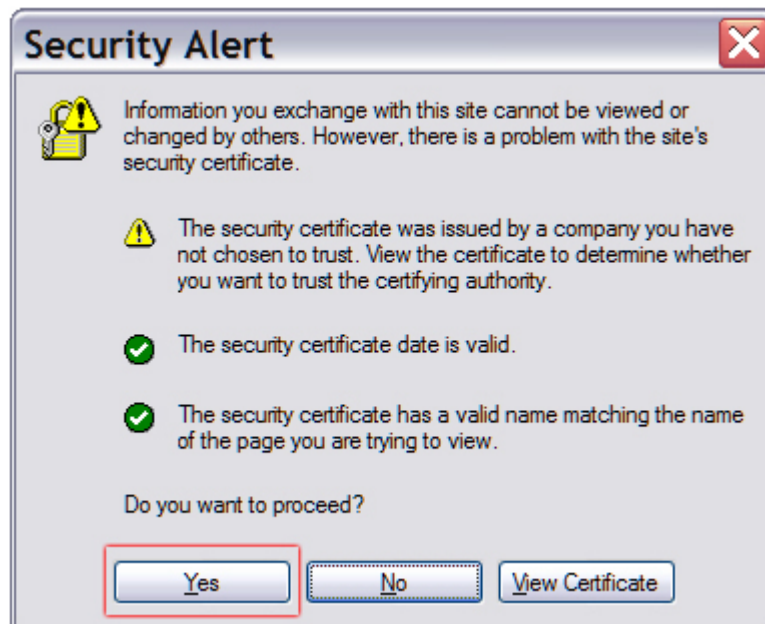 Security Alert
Information you exchange with this site cannot be viewed or
changed by others. However, there is a problem with the site's
security certificate.
The security certificate was issued by a company you have
not chosen to trust. View the certificate to determine whether
you want to trust the certifying authority.
The security certificate date is valid.
The security certificate has a valid name matching the name
of the page you are trying to view.
Do you want to proceed?
Yes No View Certificate